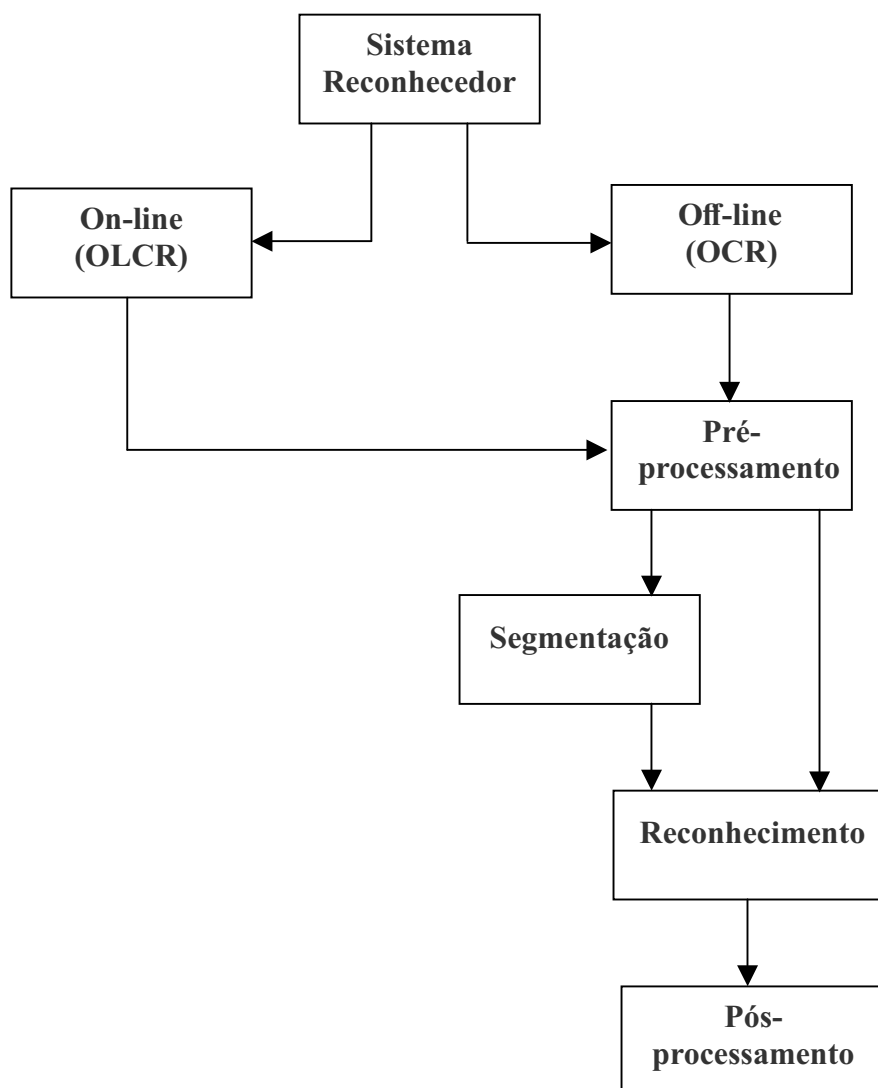 Sistema
Reconhecedor
On-line
(OLCR)
Off-line
(OCR)
Pré-
processamento
Segmentação
Reconhecimento
Pós-
processamento